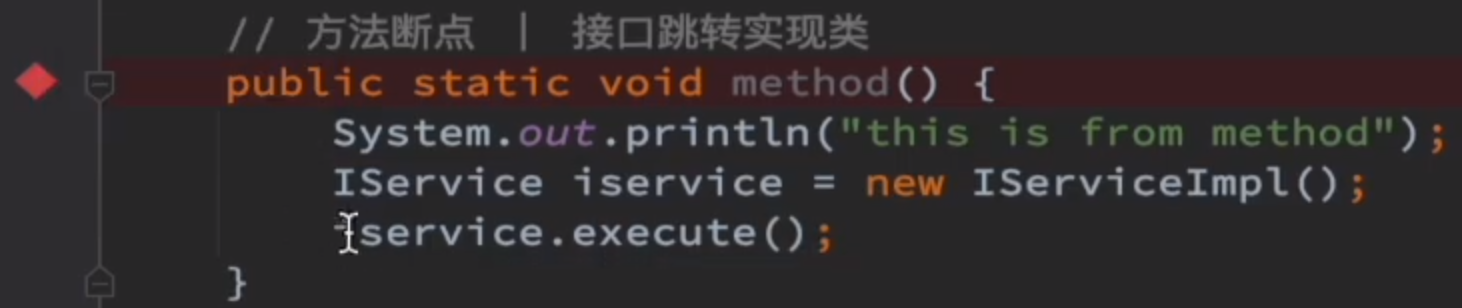 // 方法断点 | 接口跳转实现类
public static void method() {
System.out.println("this is from method");
IService iservice = new IServiceImpl();
iservice.execute();
}